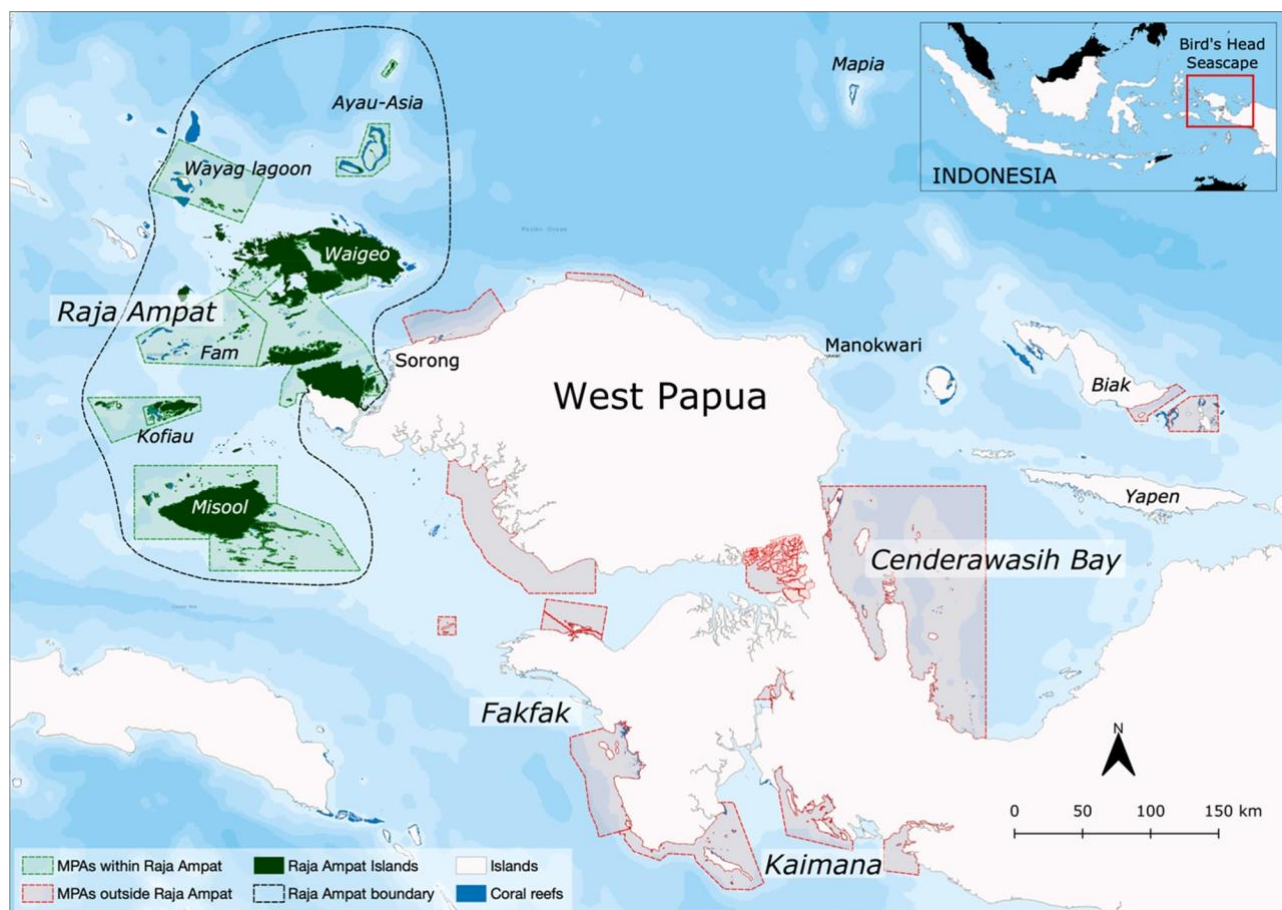 Mapia
Bird's Head
Seascape
INDONESIA
Ayau-Asia
Wayag lagoon
Waigeo
Pacific Ocean
Raja Ampat
Fam
Sorong
Manokwari
West Papua
Biak
Kofiau
Misool
Yapen
Cenderawasih Bay
Fakfak
Kaimana
N
0 50 100 150 km
MPAs within Raja Ampat
Raja Ampat Islands
Islands
MPAs outside Raja Ampat
Raja Ampat boundary
Coral reefs